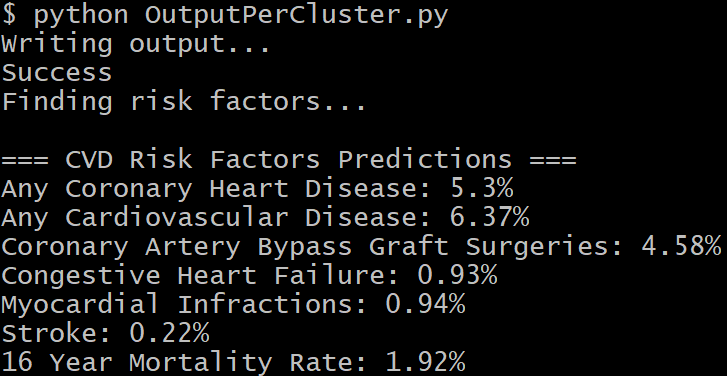 $ python OutputPerCluster.py
Writing output...
Success
Finding risk factors...
=== CVD Risk Factors Predictions ===
Any Coronary Heart Disease: 5.3%
Any Cardiovascular Disease: 6.37%
Coronary Artery Bypass Graft Surgeries: 4.58%
Congestive Heart Failure: 0.93%
Myocardial Infractions: 0.94%
Stroke: 0.22%
16 Year Mortality Rate: 1.92%